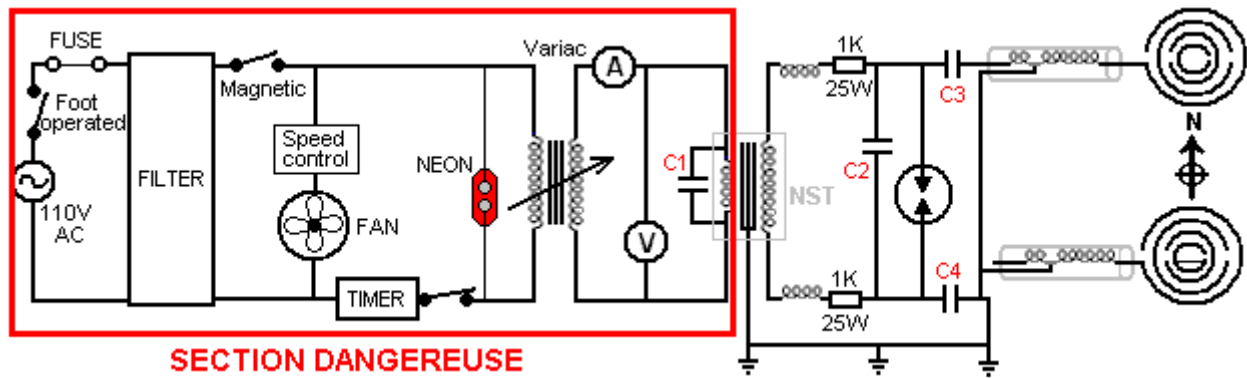 FUSE
Foot
operated
110V
AC
FILTER
Magnetic
Speed
control
FAN
TIMER
NEON
Variac
A
V
C1
NST
1K
25W
C2
1K
25W
C3
C4
N
SECTION DANGEREUSE